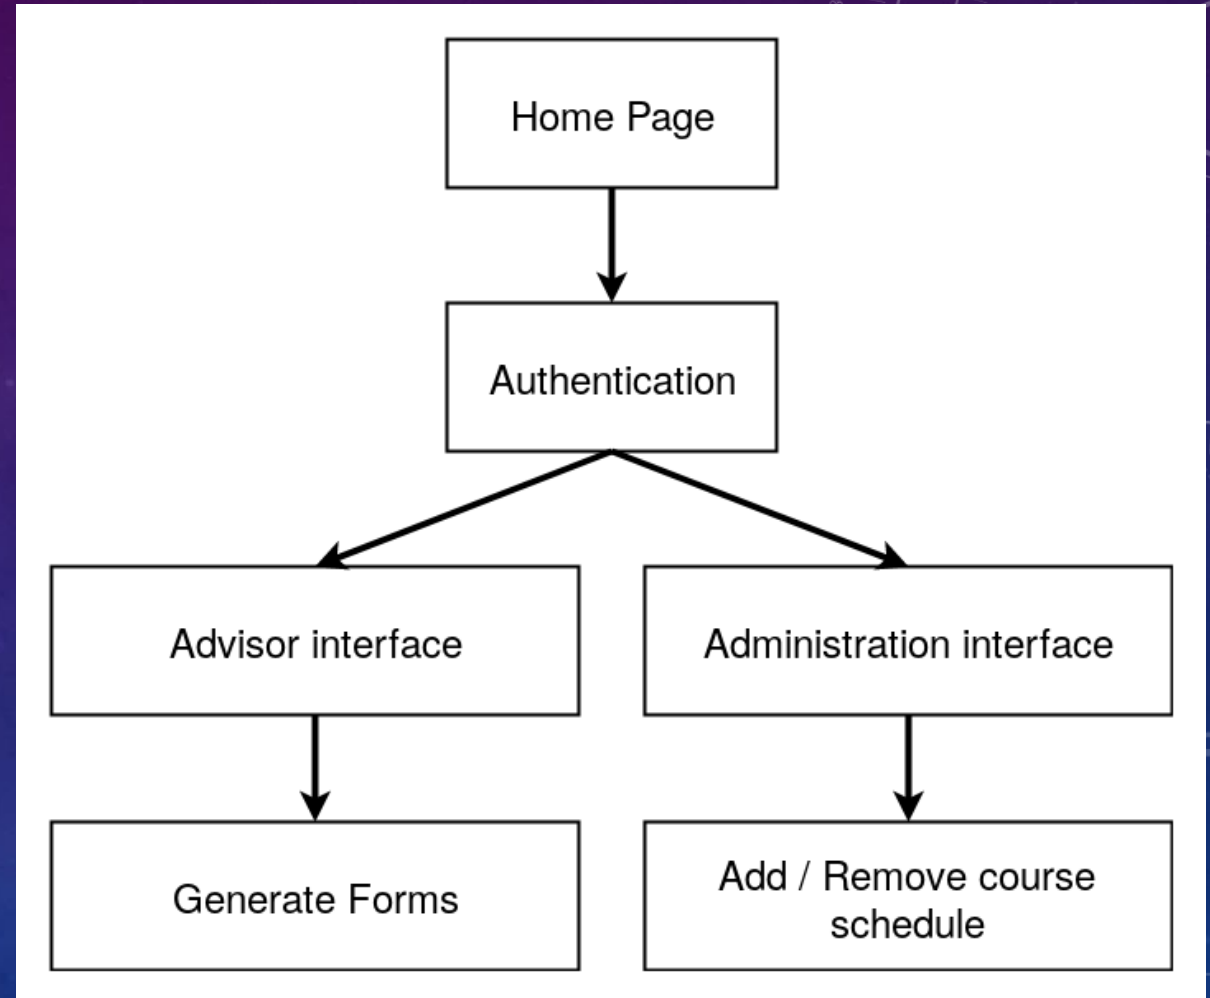 Home Page
Authentication
Advisor interface
Administration interface
Generate Forms
Add / Remove course
schedule